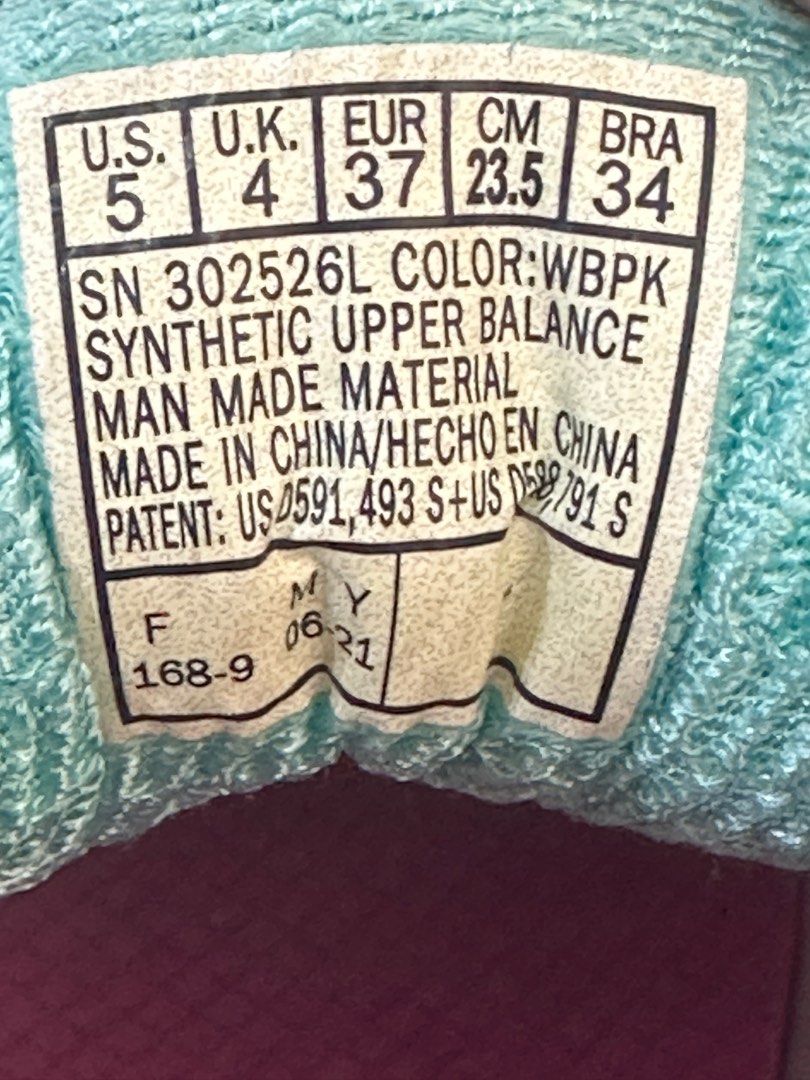 U.S. U.K. EUR CM BRA
5 4 37 23.5 34
SN 302526L COLOR:WBPK
SYNTHETIC UPPER BALANCE
MAN MADE MATERIAL
MADE IN CHINA/HECHO EN CHINA
PATENT: US D591,493 S+US D588,791 S
F M Y
168-9 06-21